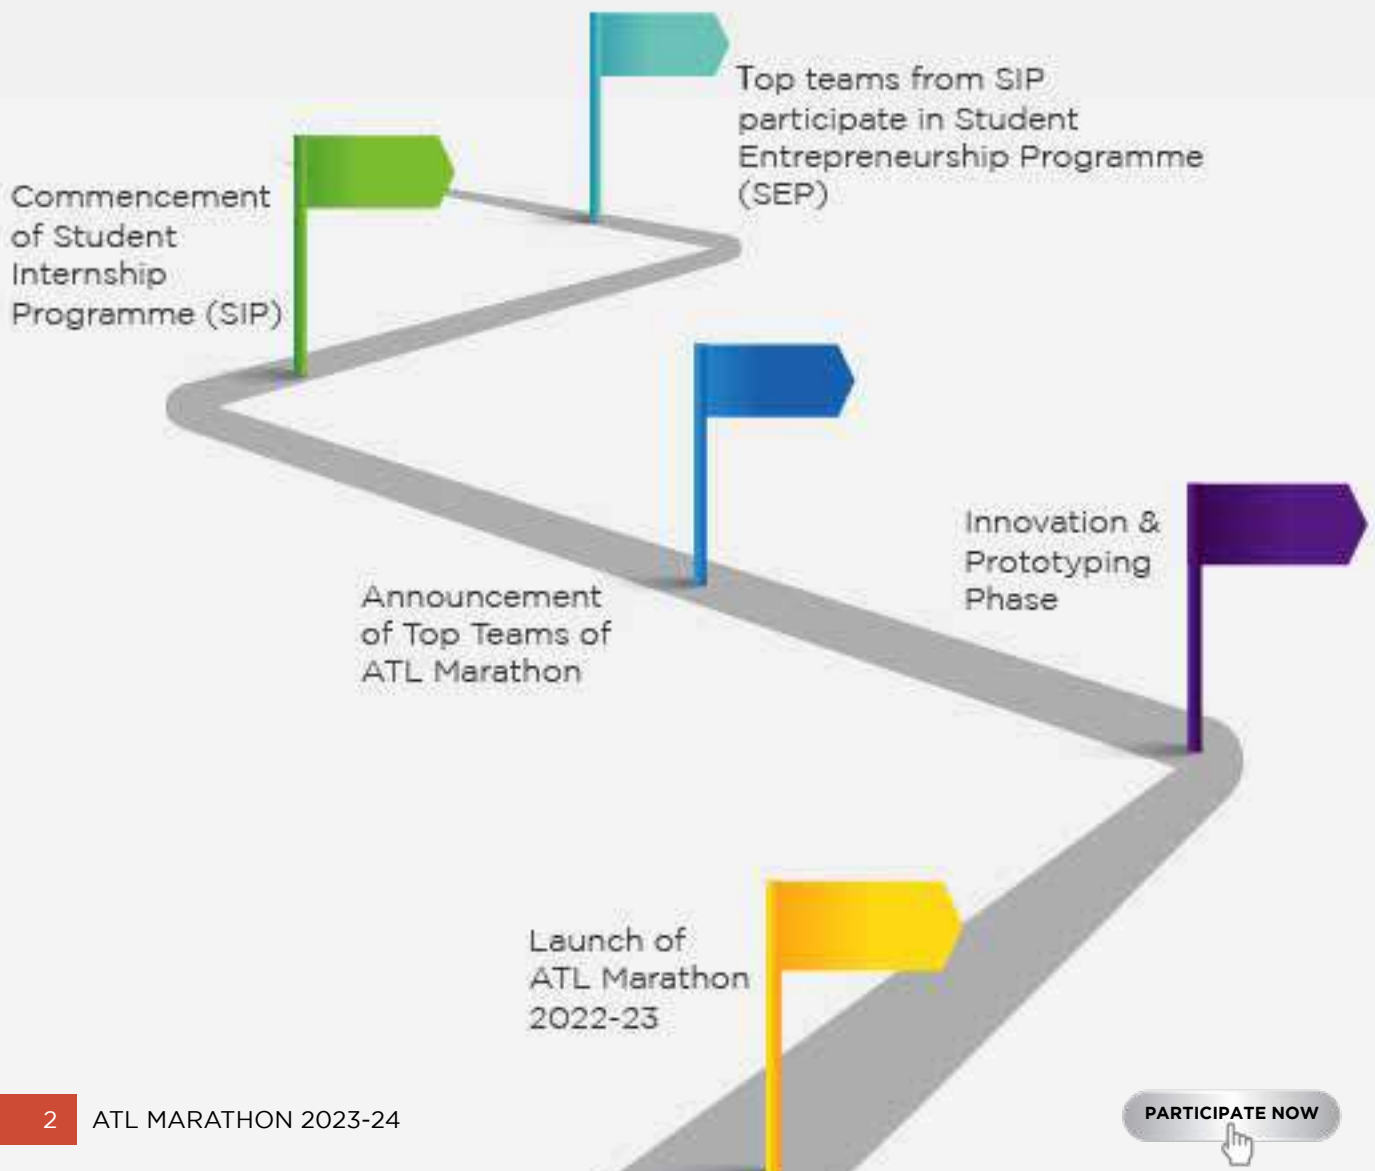 Top teams from SIP
participate in Student
Entrepreneurship Programme
(SEP)
Commencement
of Student
Internship
Programme (SIP)
Innovation &
Prototyping
Phase
Announcement
of Top Teams of
ATL Marathon
Launch of
ATL Marathon
2022-23
2 ATL MARATHON 2023-24
PARTICIPATE NOW